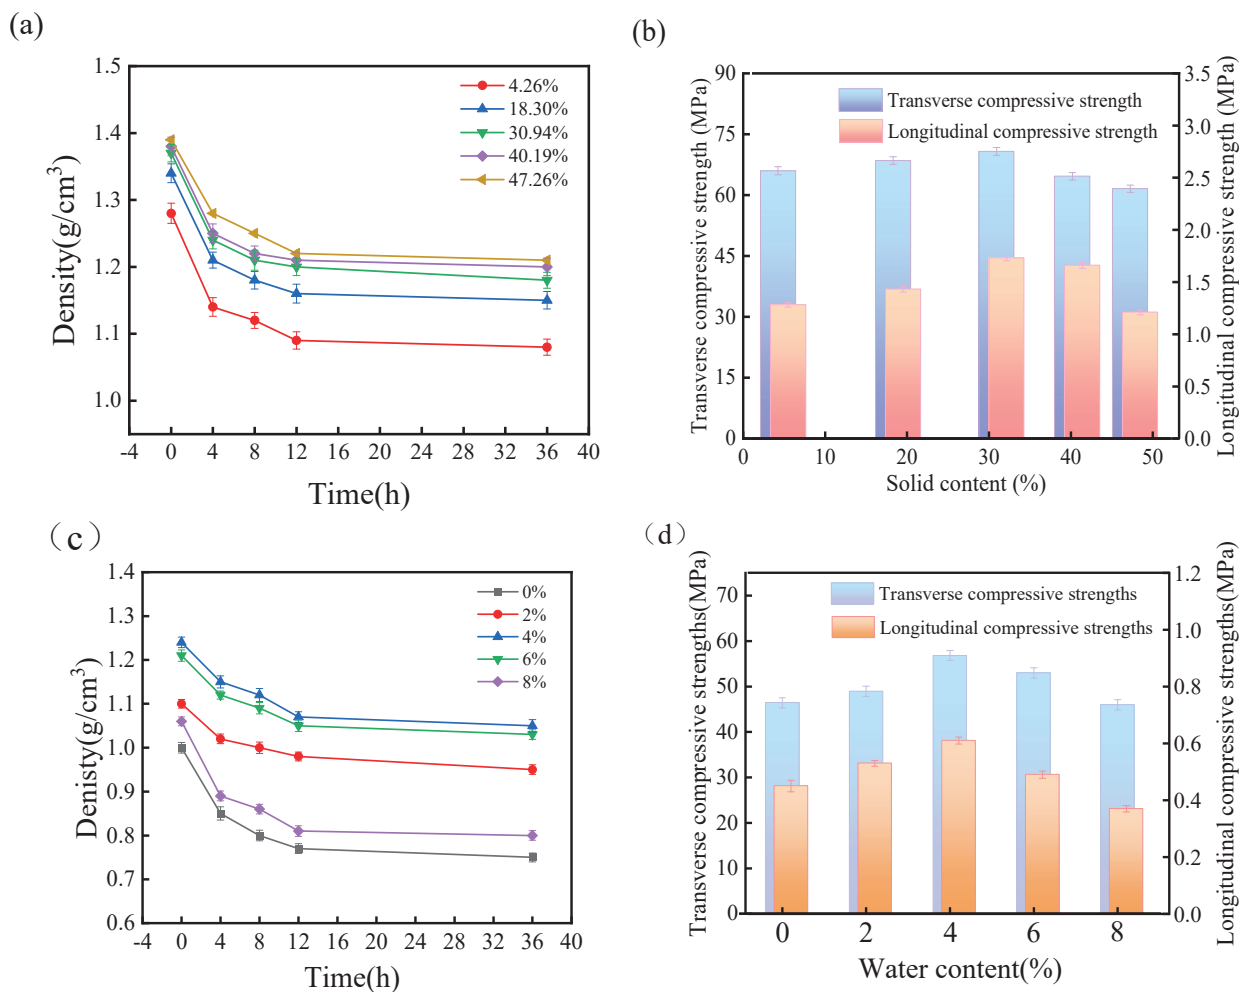 (a)
Density(g/cm³)
1.5
1.4
1.3
1.2
1.1
1.0
4.26%
18.30%
30.94%
40.19%
47.26%
-4 0 4 8 12 16 20 24 28 32 36 40
Time(h)
(b)
Transverse compressive strength (MPa)
90
75
60
45
30
15
0
Transverse compressive strength
Longitudinal compressive strength
3.5
3.0
2.5
2.0
1.5
1.0
0.5
0.0
Longitudinal compressive strength (MPa)
0 10 20 30 40 50
Solid content (%)
(c)
Denisty(g/cm³)
1.4
1.3
1.2
1.1
1.0
0.9
0.8
0.7
0.6
0%
2%
4%
6%
8%
-4 0 4 8 12 16 20 24 28 32 36 40
Time(h)
(d)
Transverse compressive strengths(MPa)
70
60
50
40
30
20
10
0
Transverse compressive strengths
Longitudinal compressive strengths
1.2
1.0
0.8
0.6
0.4
0.2
0.0
Longitudinal compressive strengths(MPa)
0 2 4 6 8
Water content(%)